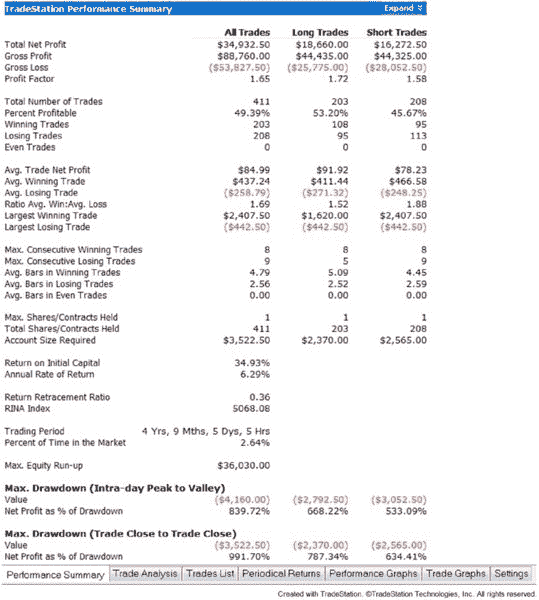 TradeStation Performance Summary Expand
All Trades Long Trades Short Trades
Total Net Profit $34,932.50 $18,660.00 $16,272.50
Gross Profit $88,760.00 $44,435.00 $44,325.00
Gross Loss ($53,827.50) ($25,775.00) ($28,052.50)
Profit Factor 1.65 1.72 1.58
Total Number of Trades 411 203 208
Percent Profitable 49.39% 53.20% 45.67%
Winning Trades 203 108 95
Losing Trades 208 95 113
Even Trades 0 0 0
Avg. Trade Net Profit $84.99 $91.92 $78.23
Avg. Winning Trade $437.24 $411.44 $466.58
Avg. Losing Trade ($258.79) ($271.32) ($248.25)
Ratio Avg. Win:Avg. Loss 1.69 1.52 1.88
Largest Winning Trade $2,407.50 $1,620.00 $2,407.50
Largest Losing Trade ($442.50) ($442.50) ($442.50)
Max. Consecutive Winning Trades 8 8 8
Max. Consecutive Losing Trades 9 5 9
Avg. Bars in Winning Trades 4.79 5.09 4.45
Avg. Bars in Losing Trades 2.56 2.52 2.59
Avg. Bars in Even Trades 0.00 0.00 0.00
Max. Shares/Contracts Held 1 1 1
Total Shares/Contracts Held 411 203 208
Account Size Required $3,522.50 $2,370.00 $2,565.00
Return on Initial Capital 34.93%
Annual Rate of Return 6.29%
Return Retracement Ratio 0.36
RINA Index 5068.08
Trading Period 4 Yrs, 9 Mths, 5 Dys, 5 Hrs
Percent of Time in the Market 2.64%
Max. Equity Run-up $36,030.00
Max. Drawdown (Intra-day Peak to Valley)
Value ($4,160.00) ($2,792.50) ($3,052.50)
Net Profit as % of Drawdown 839.72% 668.22% 533.09%
Max. Drawdown (Trade Close to Trade Close)
Value ($3,522.50) ($2,370.00) ($2,565.00)
Net Profit as % of Drawdown 991.70% 787.34% 634.41%
Performance Summary Trade Analysis Trades List Periodical Returns Performance Graphs Trade Graphs Settings
Created with TradeStation. ©TradeStation Technologies, Inc. All rights reserved.